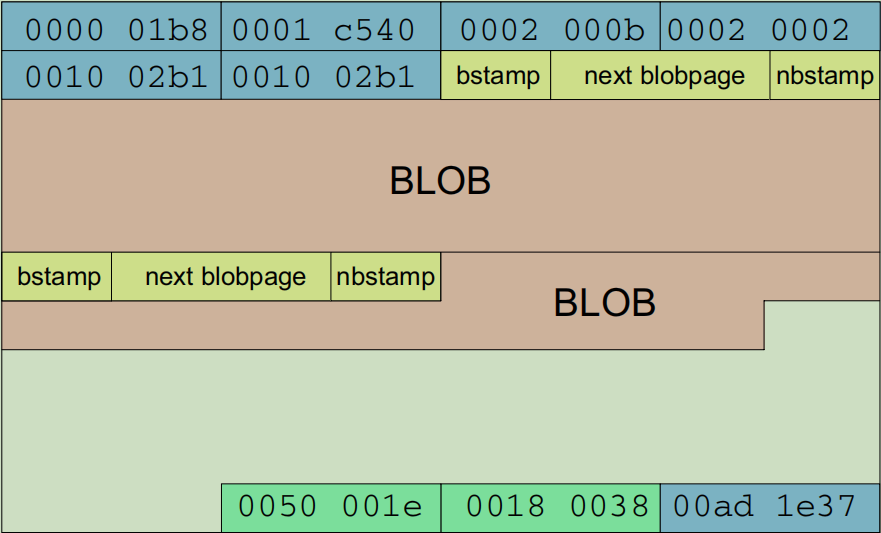 0000 01b8 0001 c540 0002 000b 0002 0002
0010 02b1 0010 02b1 bstamp next blobpage nbstamp
BLOB
bstamp next blobpage nbstamp
BLOB
0050 001e 0018 0038 00ad 1e37